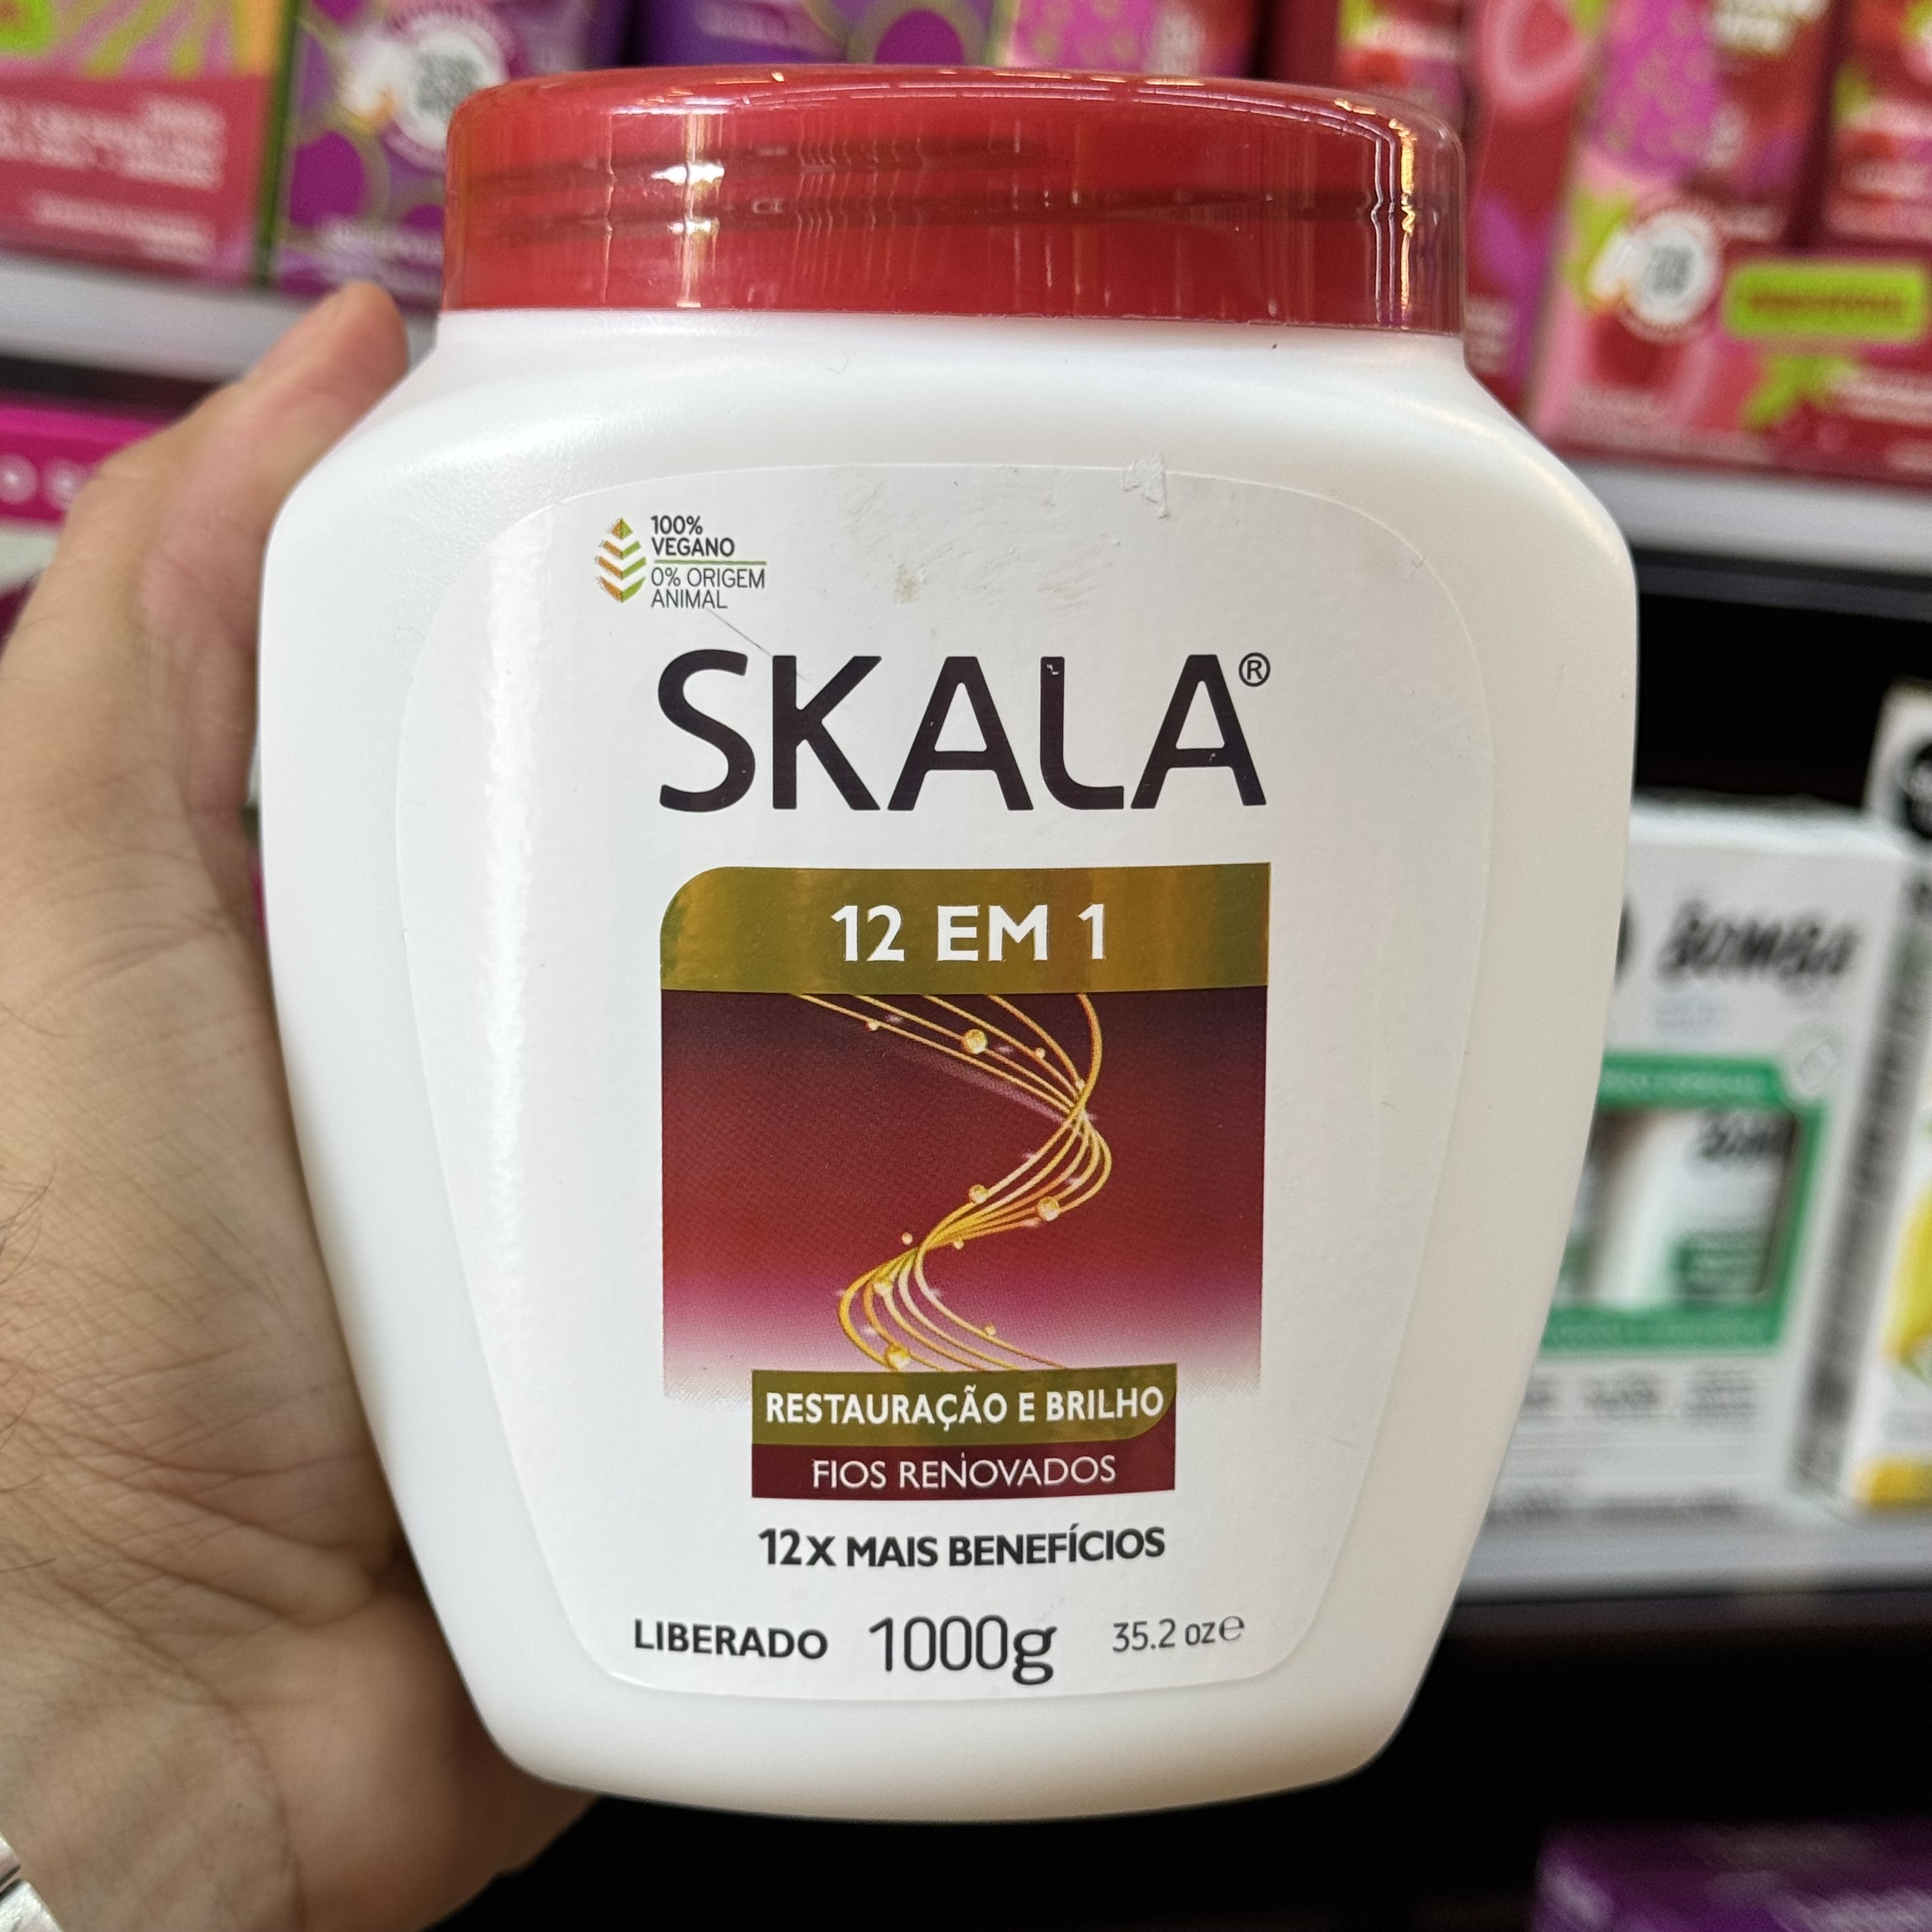 100%
VEGANO
0% ORIGEM
ANIMAL
SKALA®
12 EM 1
RESTAURAÇÃO E BRILHO
FIOS RENOVADOS
12X MAIS BENEFÍCIOS
LIBERADO 1000g 35.2 oz℮